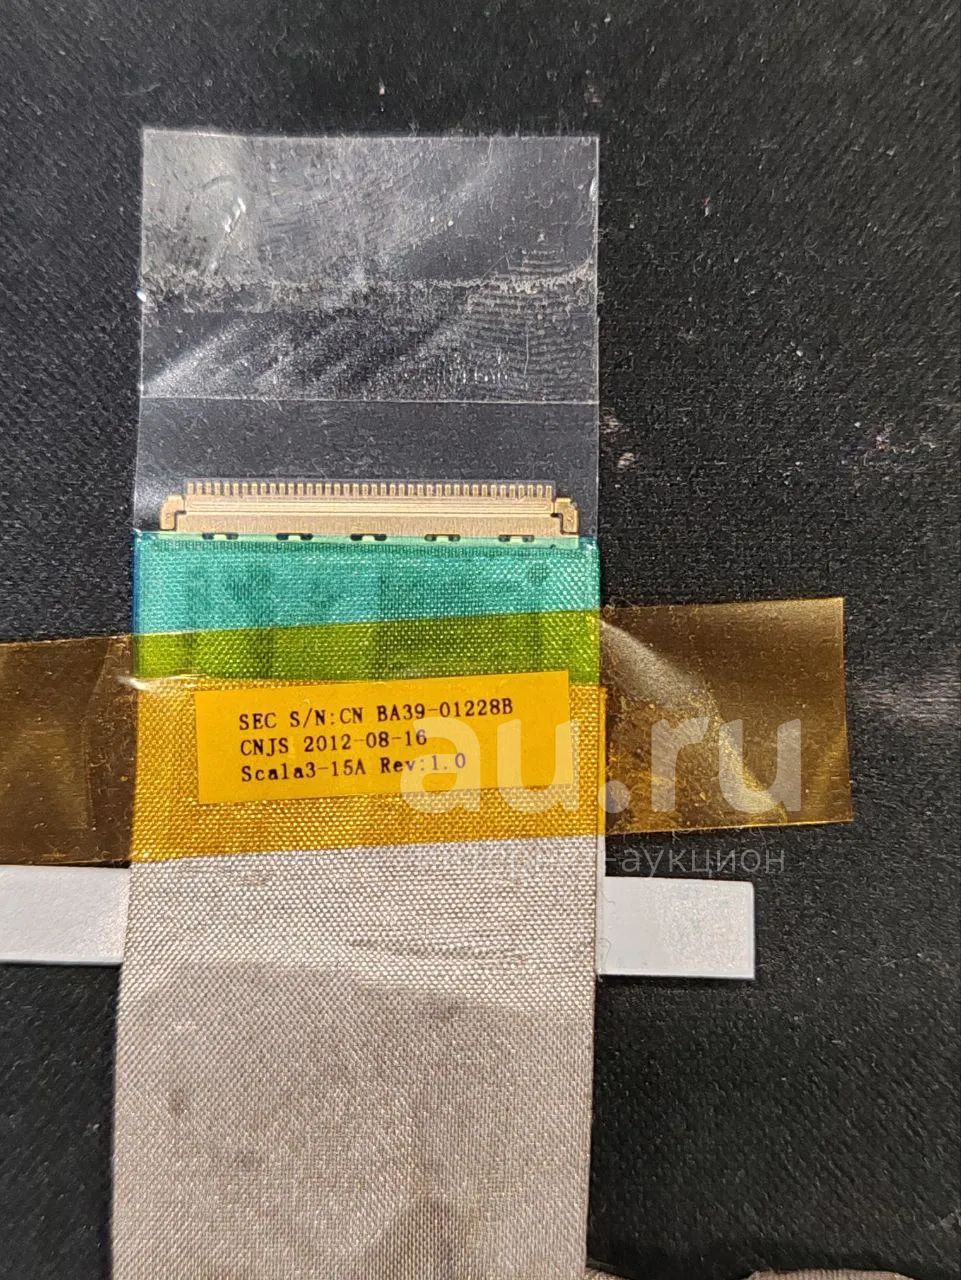 SEC S/N:CN BA39-01228B
CNJS 2012-08-16
Scala3-15A Rev:1.0
au.ru
-аукцион